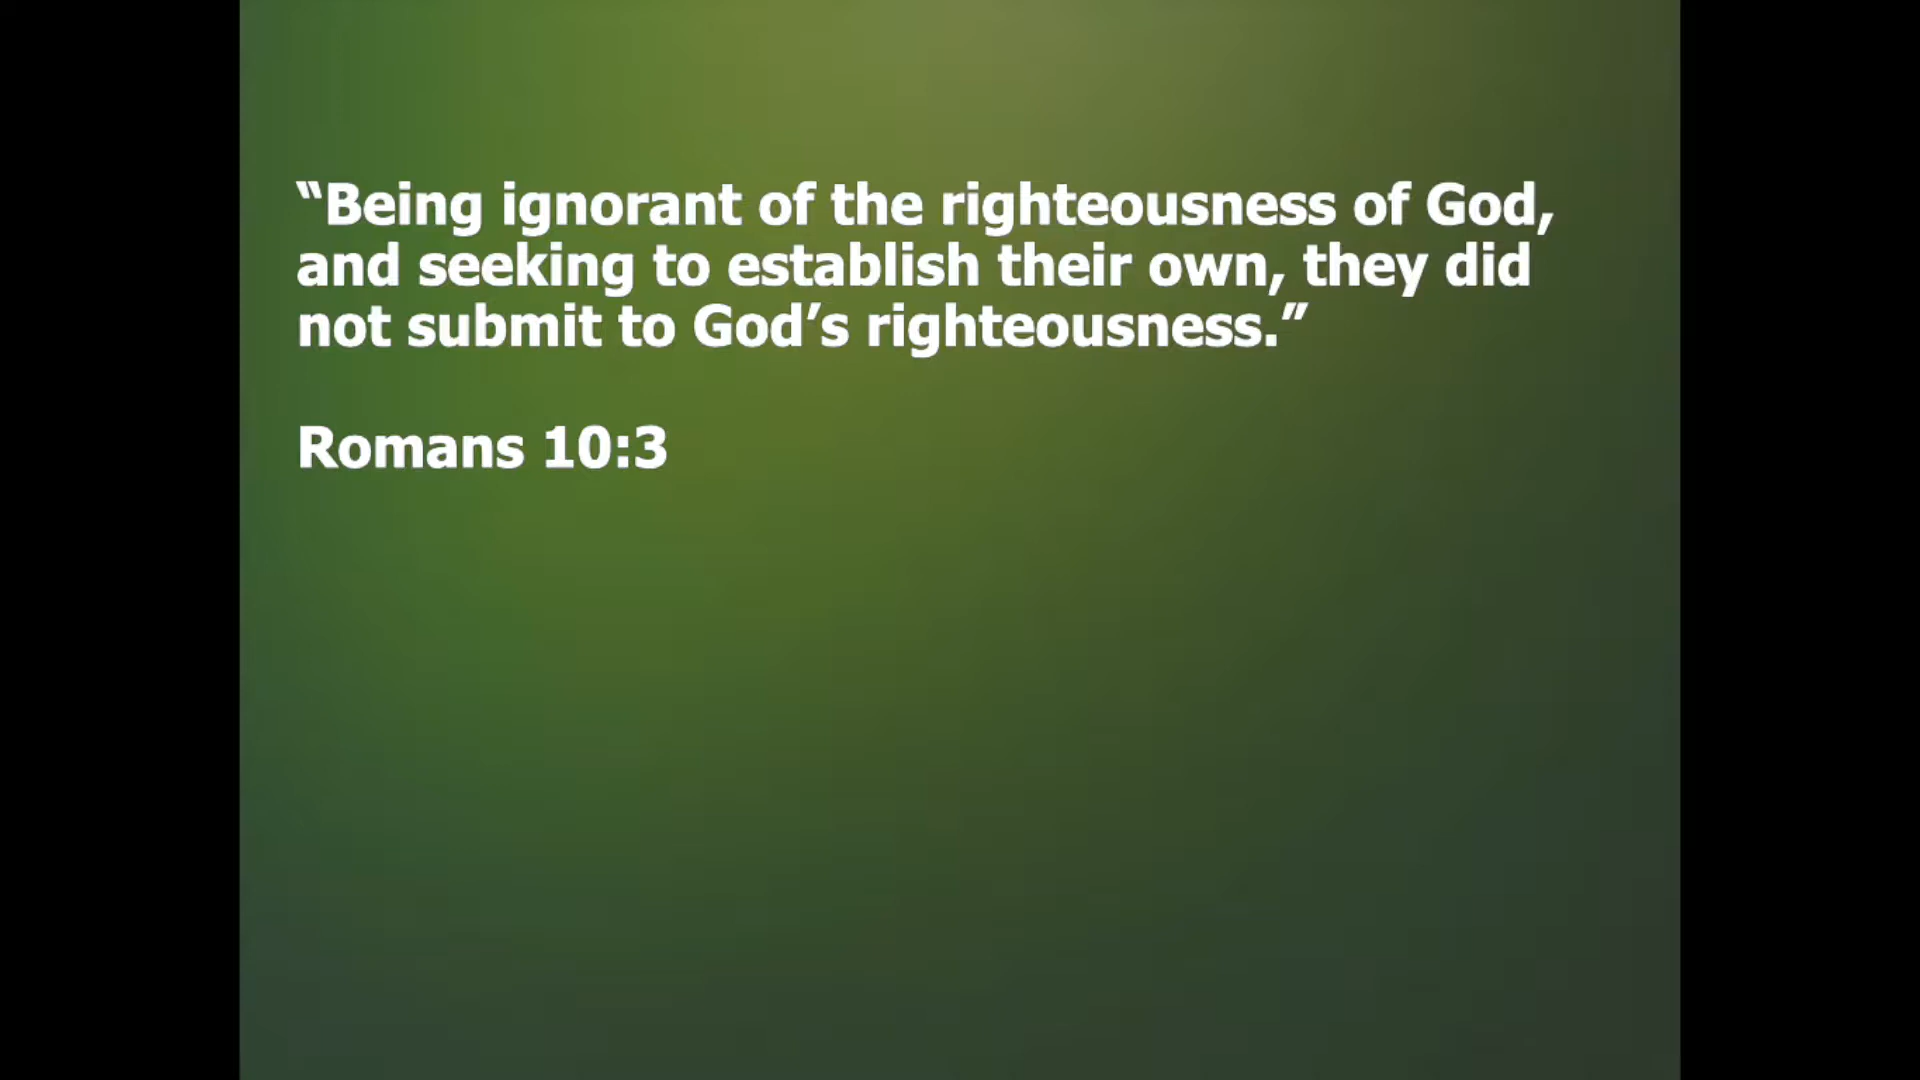 “Being ignorant of the righteousness of God,
and seeking to establish their own, they did
not submit to God’s righteousness.”
Romans 10:3